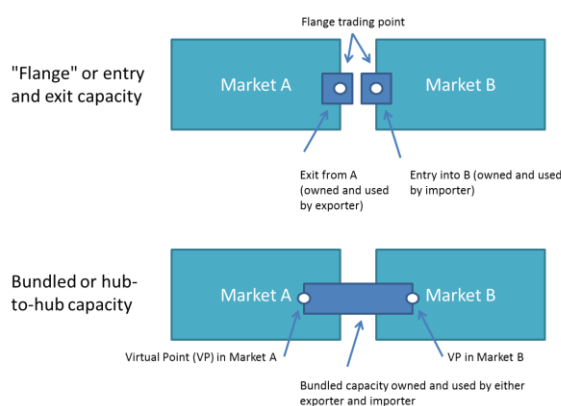 Flange trading point
"Flange" or entry
and exit capacity
Market A
Market B
Exit from A
(owned and used
by exporter)
Entry into B (owned and used
by importer)
Bundled or hub-
to-hub capacity
Market A
Market B
Virtual Point (VP) in Market A
VP in Market B
Bundled capacity owned and used by either
exporter and importer